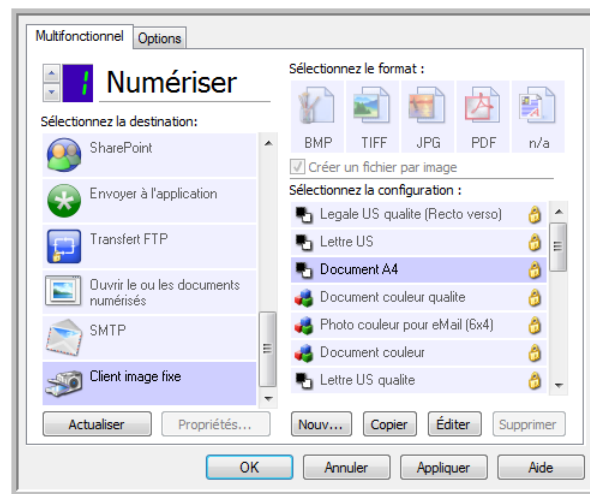 Multifonctionnel
Options
1
Numériser
Sélectionnez la destination:
SharePoint
Envoyer à l'application
Transfert FTP
Ouvrir le ou les documents
numérisés
SMTP
Client image fixe
Actualiser
Propriétés...
Sélectionnez le format :
BMP
TIFF
JPG
PDF
n/a
Créer un fichier par image
Sélectionnez la configuration :
Legale US qualite (Recto verso)
Lettre US
Document A4
Document couleur qualite
Photo couleur pour eMail (6x4)
Document couleur
Lettre US qualite
Nouv...
Copier
Éditer
Supprimer
OK
Annuler
Appliquer
Aide